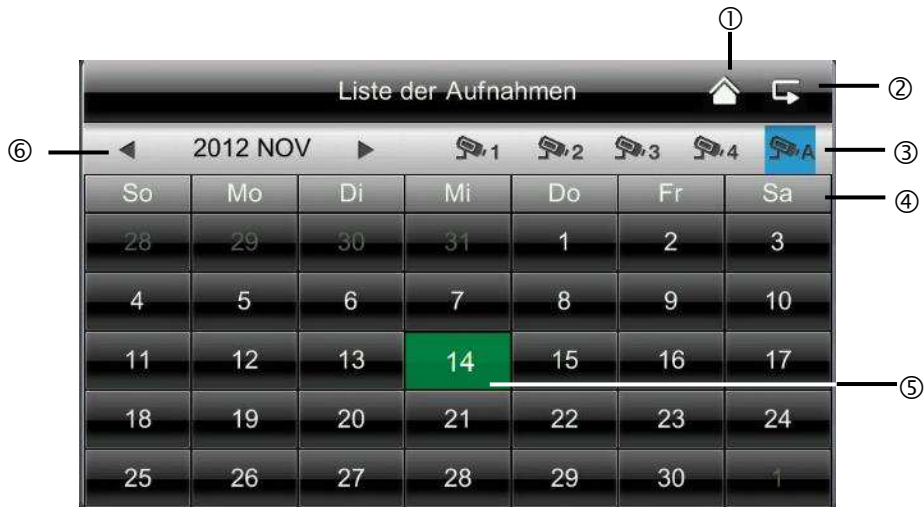 ①
Liste der Aufnahmen ②
⑥ 2012 NOV 1 2 3 4 A ③
So Mo Di Mi Do Fr Sa ④
28 29 30 31 1 2 3
4 5 6 7 8 9 10
11 12 13 14 15 16 17 ⑤
18 19 20 21 22 23 24
25 26 27 28 29 30 1